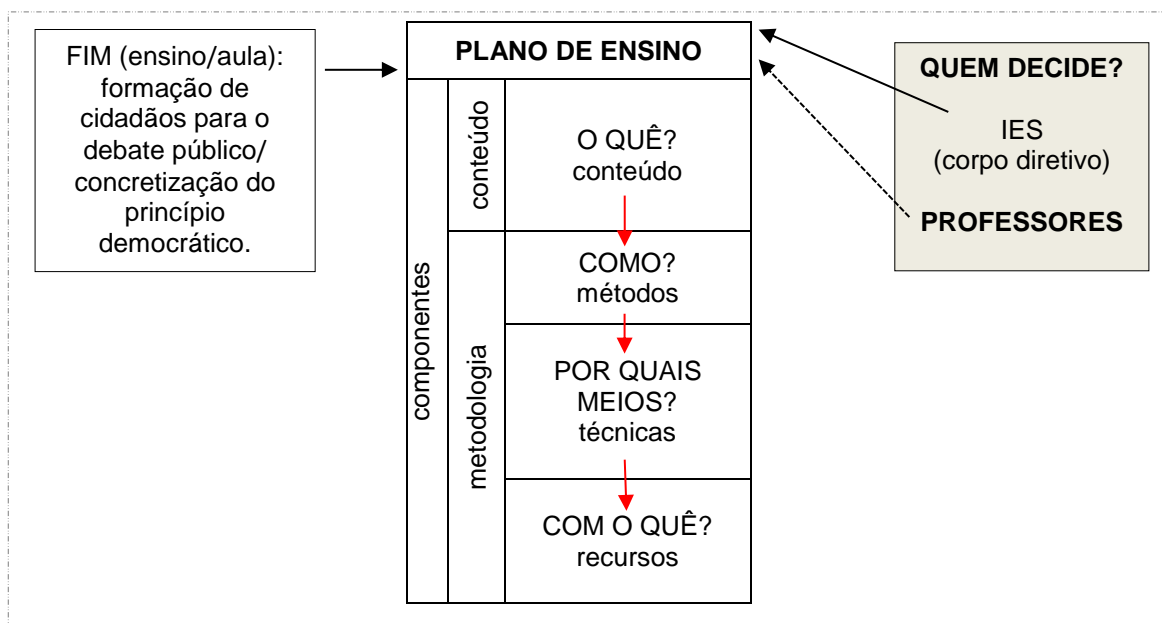 FIM (ensino/aula):
formação de
cidadãos para o
debate público/
concretização do
princípio
democrático.
PLANO DE ENSINO
componentes
conteúdo
O QUÊ?
conteúdo
metodologia
COMO?
métodos
POR QUAIS
MEIOS?
técnicas
COM O QUÊ?
recursos
QUEM DECIDE?
IES
(corpo diretivo)
PROFESSORES